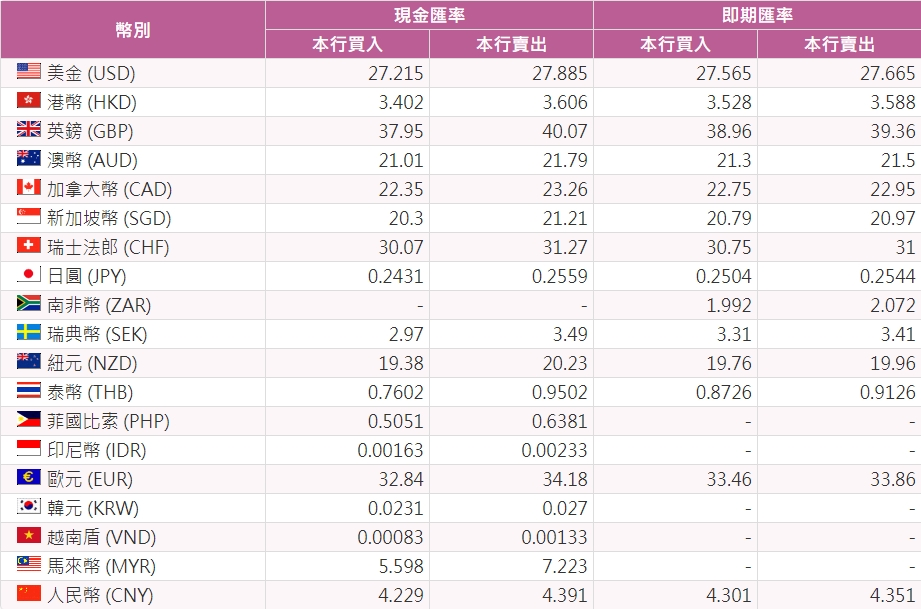 幣別 現金匯率 即期匯率
本行買入 本行賣出 本行買入 本行賣出
美金 (USD) 27.215 27.885 27.565 27.665
港幣 (HKD) 3.402 3.606 3.528 3.588
英鎊 (GBP) 37.95 40.07 38.96 39.36
澳幣 (AUD) 21.01 21.79 21.3 21.5
加拿大幣 (CAD) 22.35 23.26 22.75 22.95
新加坡幣 (SGD) 20.3 21.21 20.79 20.97
瑞士法郎 (CHF) 30.07 31.27 30.75 31
日圓 (JPY) 0.2431 0.2559 0.2504 0.2544
南非幣 (ZAR) - - 1.992 2.072
瑞典幣 (SEK) 2.97 3.49 3.31 3.41
紐元 (NZD) 19.38 20.23 19.76 19.96
泰幣 (THB) 0.7602 0.9502 0.8726 0.9126
菲國比索 (PHP) 0.5051 0.6381 - -
印尼幣 (IDR) 0.00163 0.00233 - -
歐元 (EUR) 32.84 34.18 33.46 33.86
韓元 (KRW) 0.0231 0.027 - -
越南盾 (VND) 0.00083 0.00133 - -
馬來幣 (MYR) 5.598 7.223 - -
人民幣 (CNY) 4.229 4.391 4.301 4.351